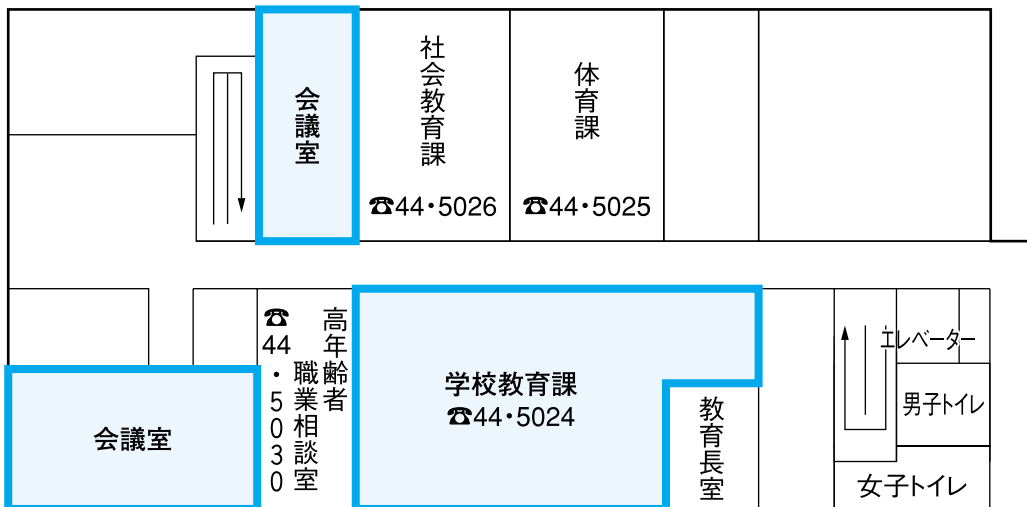 会議室
社会教育課
☎44・5026
体育課
☎44・5025
高年齢者
職業相談室
☎44・5030
学校教育課
☎44・5024
教育長室
会議室
エレベーター
男子トイレ
女子トイレ